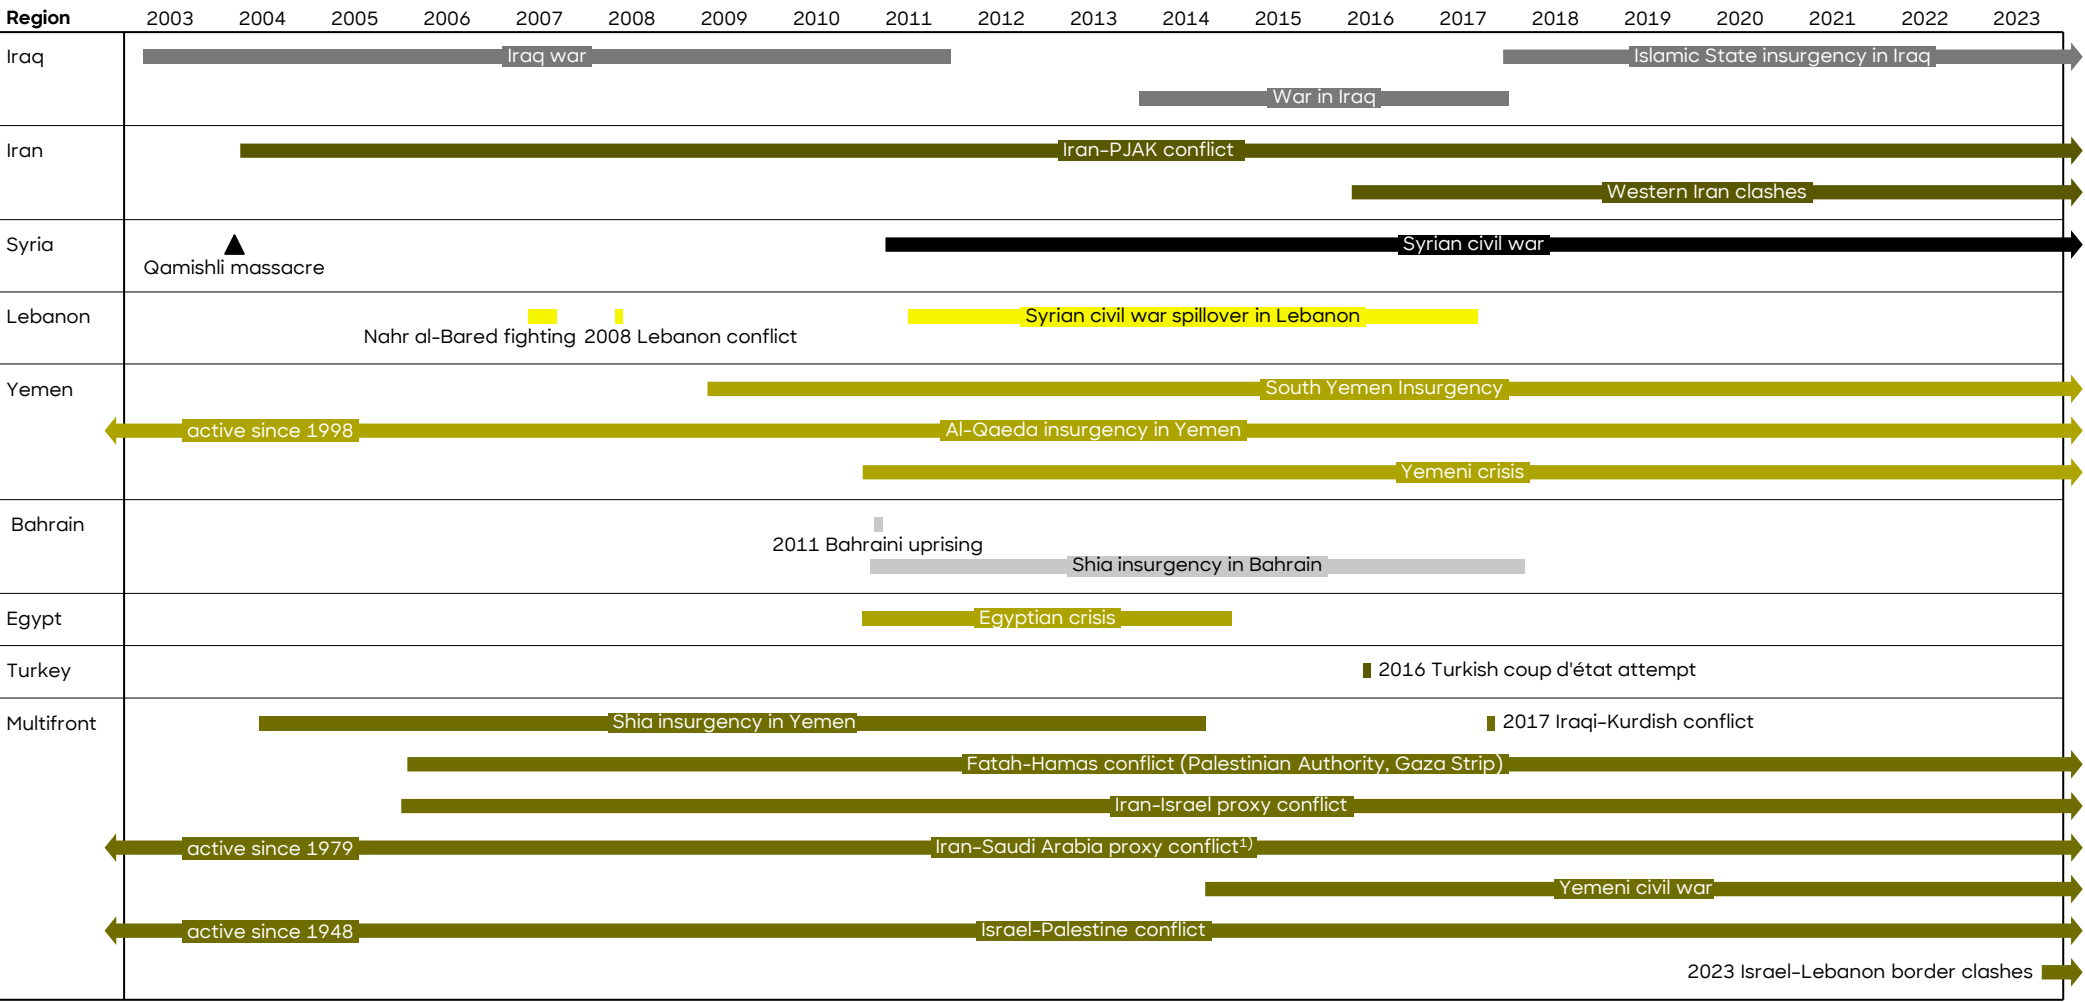 Region 2003 2004 2005 2006 2007 2008 2009 2010 2011 2012 2013 2014 2015 2016 2017 2018 2019 2020 2021 2022 2023
Iraq Iraq war Islamic State insurgency in Iraq
War in Iraq
Iran Iran-PJAK conflict
Western Iran clashes
Syria Syrian civil war
Qamishli massacre
Lebanon Syrian civil war spillover in Lebanon
Nahr al-Bared fighting 2008 Lebanon conflict
Yemen South Yemen Insurgency
active since 1998 Al-Qaeda insurgency in Yemen
Yemeni crisis
Bahrain
2011 Bahraini uprising
Shia insurgency in Bahrain
Egypt Egyptian crisis
Turkey 2016 Turkish coup d'état attempt
Multifront Shia insurgency in Yemen 2017 Iraqi-Kurdish conflict
Fatah-Hamas conflict (Palestinian Authority, Gaza Strip)
Iran-Israel proxy conflict
active since 1979 Iran-Saudi Arabia proxy conflict¹⁾
Yemeni civil war
active since 1948 Israel-Palestine conflict
2023 Israel-Lebanon border clashes